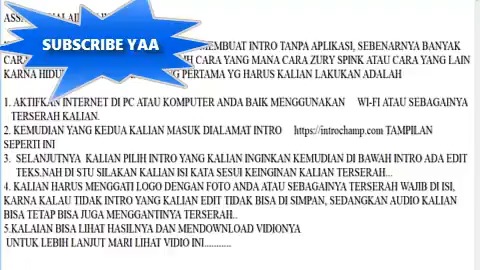 ASSA
SUBSCRIBE YAA
MEMBUAT INTRO TANPA APLIKASI, SEBENARNYA BANYAK
CARA YANG MANA CARA ZURY SPINK ATAU CARA YANG LAIN
KARNA HIDU PERTAMA YG HARUS KALIAN LAKUKAN ADALAH
1. AKTIFKAN INTERNET DI PC ATAU KOMPUTER ANDA BAIK MENGGUNAKAN WI-FI ATAU SEBAGAINYA
TERSERAH KALIAN.
2. KEMUDIAN YANG KEDUA KALIAN MASUK DIALAMAT INTRO https://introchamp.com TAMPILAN
SEPERTI INI
3. SELANJUTNYA KALIAN PILIH INTRO YANG KALIAN INGINKAN KEMUDIAN DI BAWAH INTRO ADA EDIT
TEKS.NAH DI STU SILAKAN KALIAN ISI KATA SESUI KEINGINAN KALIAN TERSERAH...
4. KALIAN HARUS MENGGATI LOGO DENGAN FOTO ANDA ATAU SEBAGAINYA TERSERAH WAJIB DI ISI,
KARNA KALAU TIDAK INTRO YANG KALIAN EDIT TIDAK BISA DI SIMPAN, SEDANGKAN AUDIO KALIAN
BISA TETAP BISA JUGA MENGGANTINYA TERSERAH..
5.KALAIAN BISA LIHAT HASILNYA DAN MENDOWNLOAD VIDIONYA
UNTUK LEBIH LANJUT MARI LIHAT VIDIO INI...........